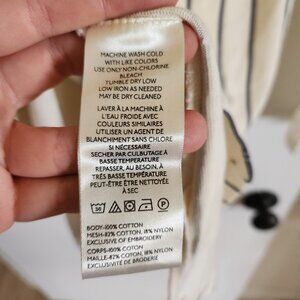 MACHINE WASH COLD
WITH LIKE COLORS
USE ONLY NON-CHLORINE
BLEACH
TUMBLE DRY LOW
LOW IRON AS NEEDED
MAY BE DRY CLEANED
LAVER À LA MACHINE À
L'EAU FROIDE AVEC
COULEURS SIMILAIRES
UTILISER UN AGENT DE
BLANCHIMENT SANS CHLORE
SI NÉCESSAIRE
SECHER PAR CULBUTAGE À
BASSE TEMPÉRATURE
REPASSER, AU BESOIN, À
TRÈS BASSE TEMPÉRATURE
PEUT-ÊTRE ÊTRE NETTOYÉE
À SEC
BODY-100% COTTON
MESH-82% COTTON, 18% NYLON
EXCLUSIVE OF EMBROIDERY
CORPS-100% COTON
MAILLE-82% COTON, 18% NYLON
EXCLUSIVE DE BRODERIE